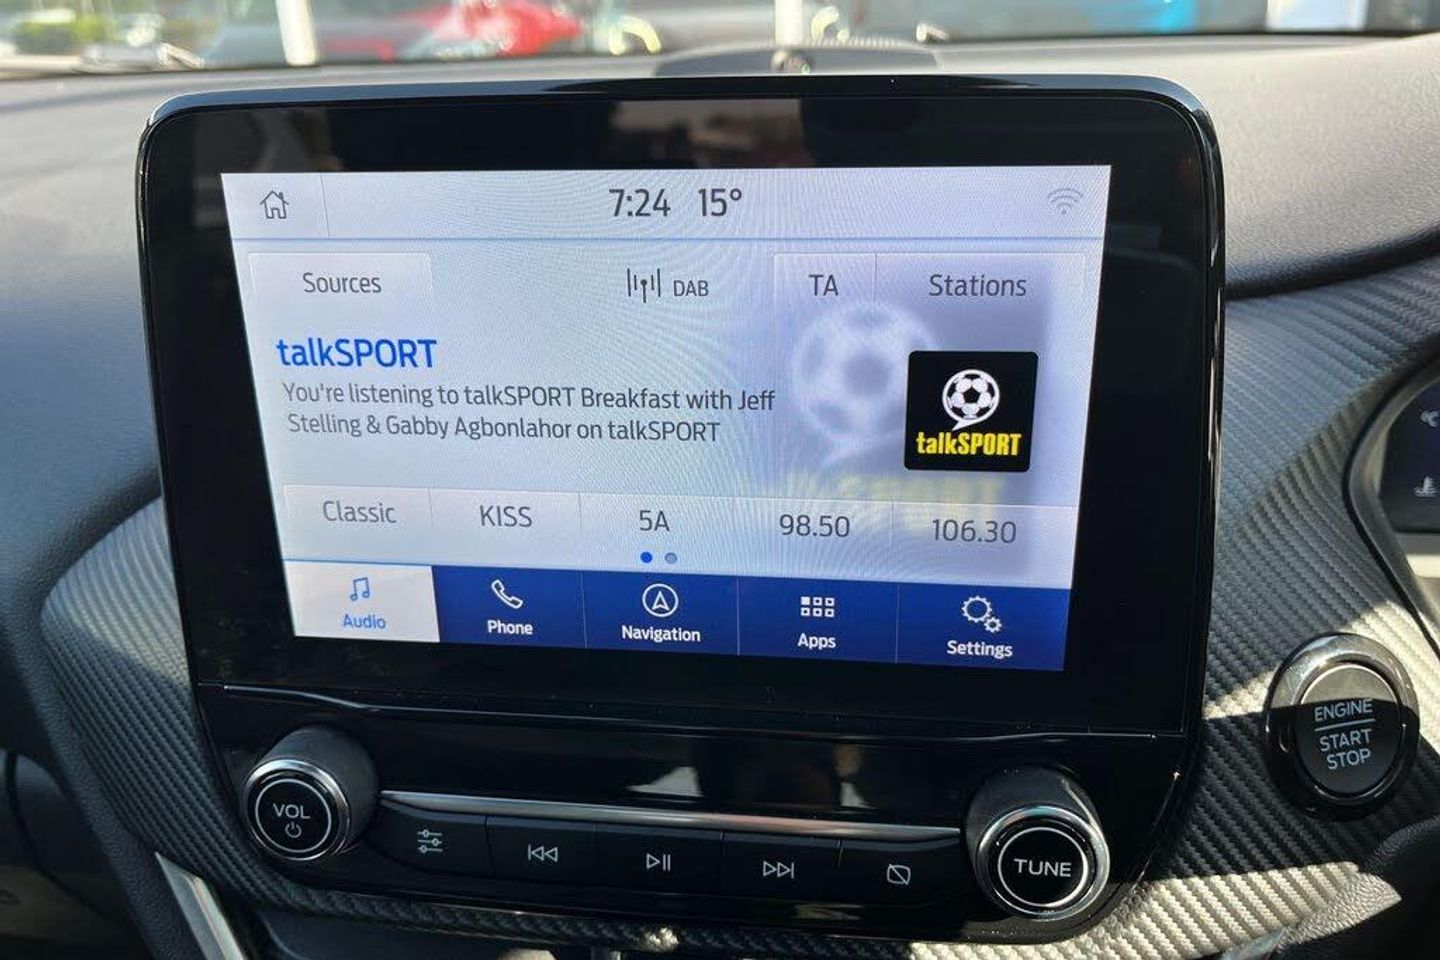 7:24 15°
Sources DAB TA Stations
talkSPORT
You're listening to talkSPORT Breakfast with Jeff
Stelling & Gabby Agbonlahor on talkSPORT
talkSPORT
Classic KISS 5A 98.50 106.30
Audio Phone Navigation Apps Settings
ENGINE
START
STOP
VOL
TUNE